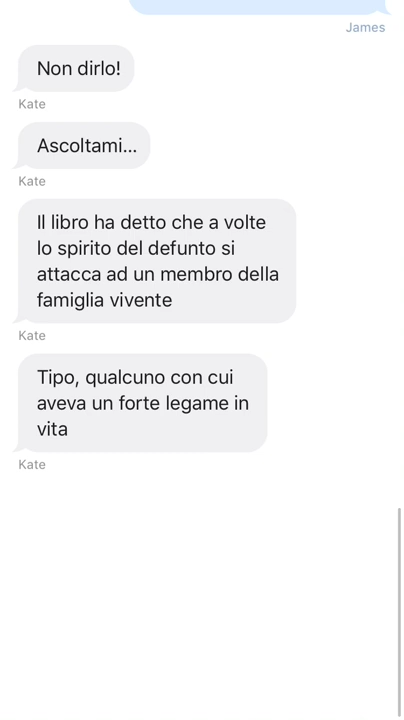 James
Non dirlo!
Kate
Ascoltami...
Kate
Il libro ha detto che a volte
lo spirito del defunto si
attacca ad un membro della
famiglia vivente
Kate
Tipo, qualcuno con cui
aveva un forte legame in
vita
Kate